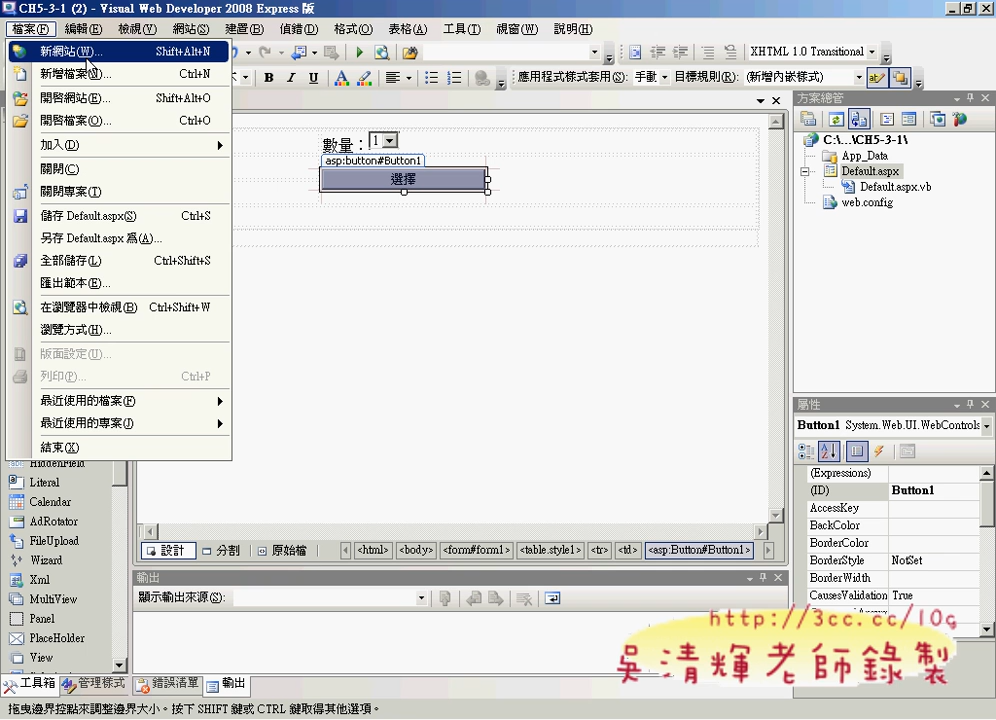 CH5-3-1 (2) - Visual Web Developer 2008 Express 版
檔案(F) 編輯(E) 檢視(V) 網站(S) 建置(B) 偵錯(D) 格式(O) 表格(A) 工具(T) 視窗(W) 說明(H)
XHTML 1.0 Transitional
B I U A 應用程式樣式套用(S): 手動 目標規則(R): (新增內嵌樣式)
新網站(W)... Shift+Alt+N
新增檔案(N)... Ctrl+N
開啟網站(E)... Shift+Alt+O
開啟檔案(O)... Ctrl+O
加入(D)
關閉(C)
關閉專案(T)
儲存 Default.aspx(S) Ctrl+S
另存 Default.aspx 為(A)...
全部儲存(L) Ctrl+Shift+S
匯出範本(E)...
在瀏覽器中檢視(B) Ctrl+Shift+W
瀏覽方式(H)...
版面設定(U)...
列印(P)... Ctrl+P
最近使用的檔案(F)
最近使用的專案(J)
結束(X)
數量：1
asp:button#Button1
選擇
方案總管
C:\...\CH5-3-1\
App_Data
Default.aspx
Default.aspx.vb
web.config
屬性
Button1 System.Web.UI.WebControls
(Expressions)
(ID) Button1
AccessKey
BackColor
BorderColor
BorderStyle NotSet
BorderWidth
CausesValidation True
HiddenField
Literal
Calendar
AdRotator
FileUpload
Wizard
Xml
MultiView
Panel
PlaceHolder
View
設計 分割 原始檔 <html> <body> <form#form1> <table.style1> <tr> <td> <asp:Button#Button1>
輸出
顯示輸出來源(S):
工具箱 管理樣式 錯誤清單 輸出
http://3cc.cc/10g
吳清輝老師錄製
拖曳邊界控點來調整邊界大小。按下 SHIFT 鍵或 CTRL 鍵取得其他選項。